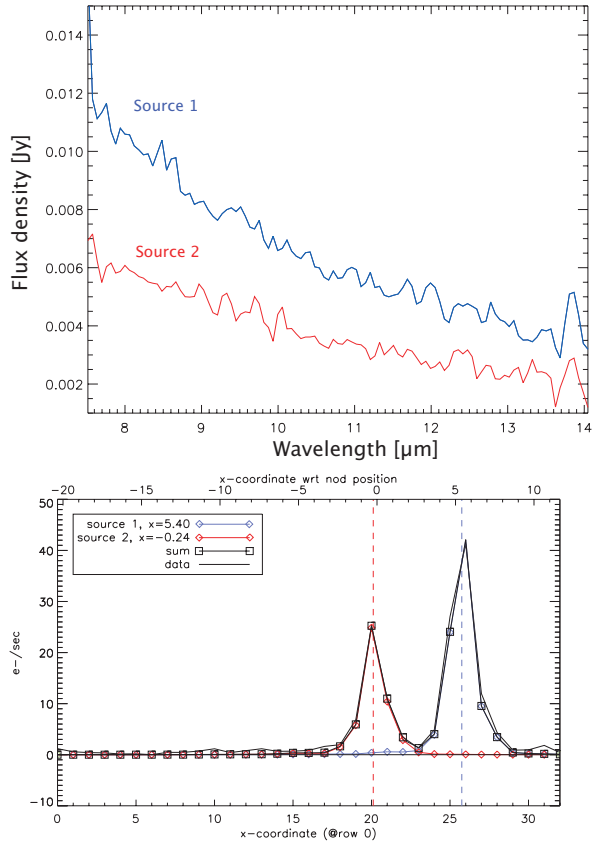 0.014
0.012
0.010
0.008
0.006
0.004
0.002
Flux density [Jy]
Source 1
Source 2
8 9 10 11 12 13 14
Wavelength [µm]
x-coordinate wrt nod position
-20 -10 0 10
50
40
30
20
10
0
-10
e-/sec
source 1, x=5.40
source 2, x=-0.24
sum
data
0 5 10 15 20 25 30
x-coordinate (@row 0)